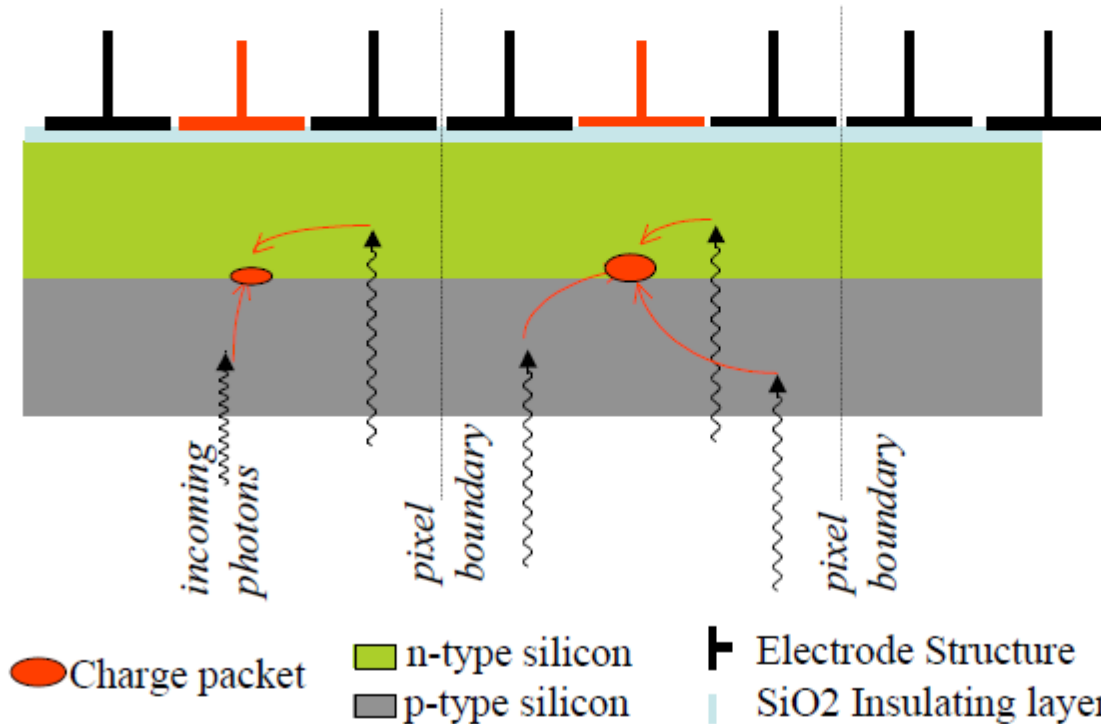 incoming
photons
pixel
boundary
pixel
boundary
Charge packet
n-type silicon
p-type silicon
Electrode Structure
SiO2 Insulating layer